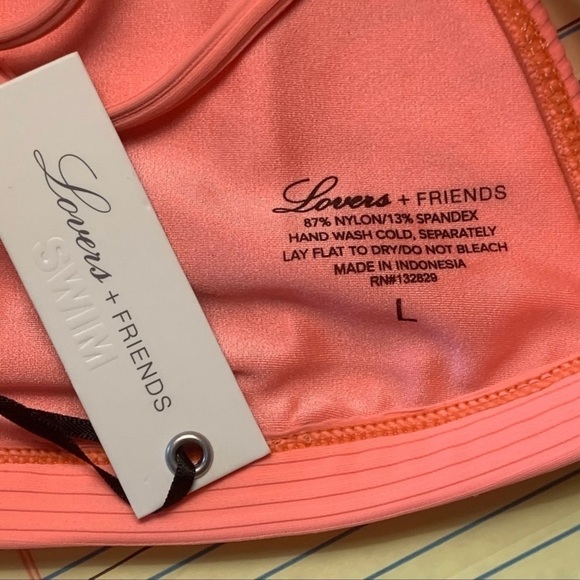 Lovers + FRIENDS
SWIM
Lovers + FRIENDS
87% NYLON/13% SPANDEX
HAND WASH COLD, SEPARATELY
LAY FLAT TO DRY/DO NOT BLEACH
MADE IN INDONESIA
RN#132829
L